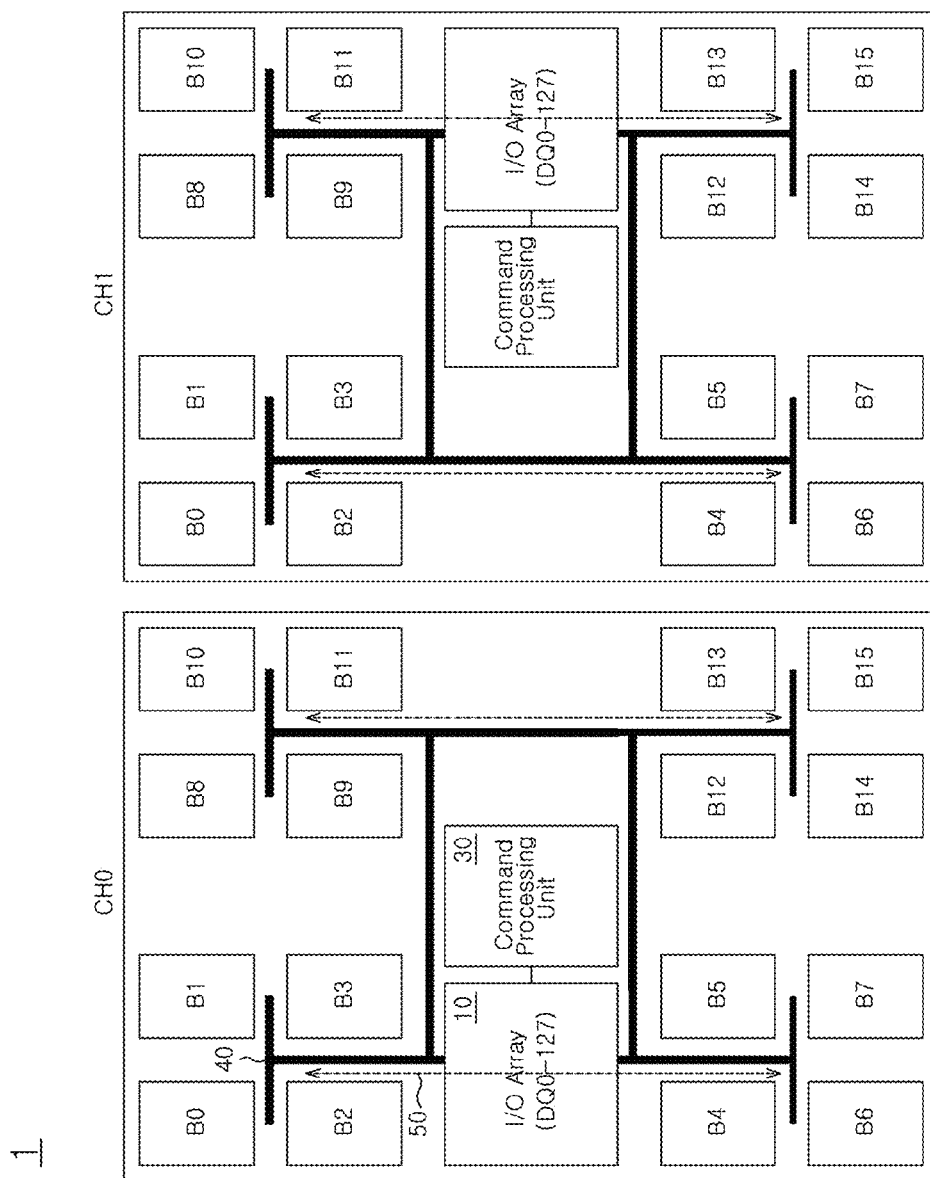 1
CH0
B0
B1
B8
B10
40
B2
B3
B9
B11
50
10
I/O Array
(DQ0-127)
30
Command
Processing
Unit
B4
B5
B12
B13
B6
B7
B14
B15
CH1
B0
B1
B8
B10
B2
B3
B9
B11
Command
Processing
Unit
I/O Array
(DQ0-127)
B4
B5
B12
B13
B6
B7
B14
B15